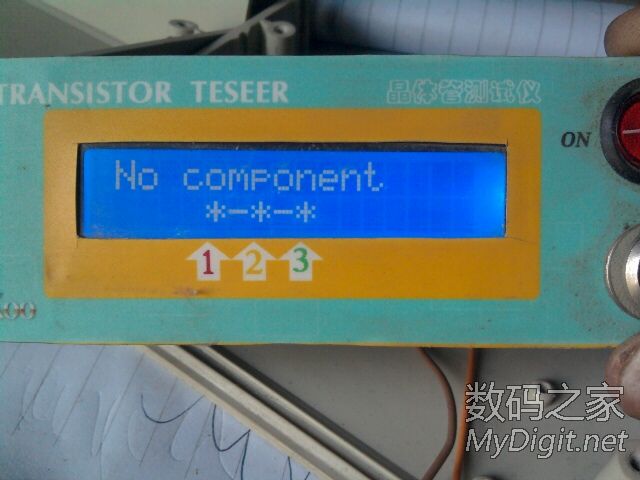 TRANSISTOR TESEER
晶体管测试仪
ON
No component
*-*-*
1 2 3
数码之家
MyDigit.net